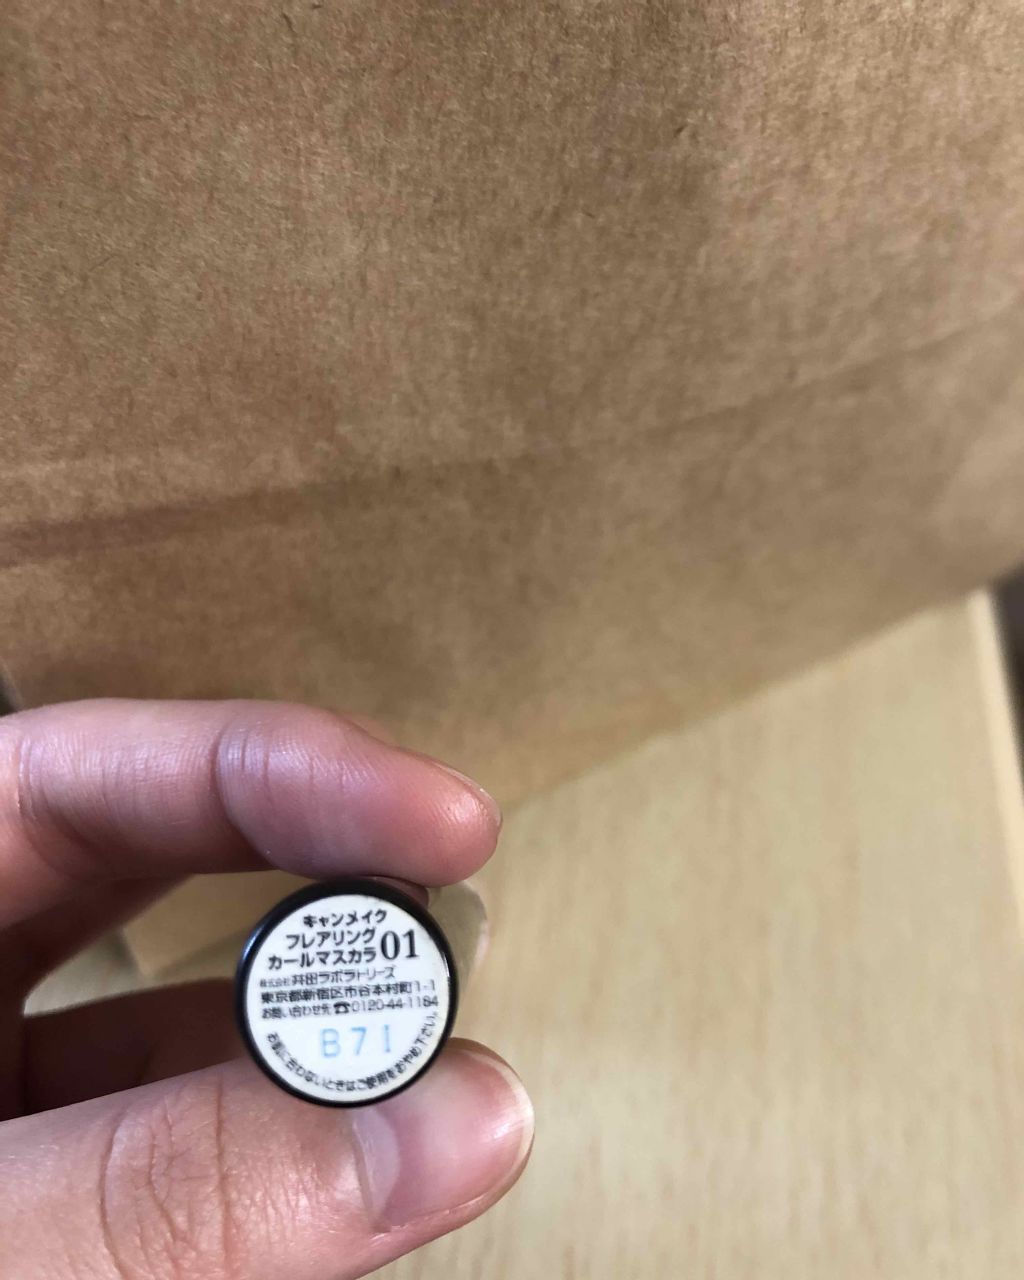 キャンメイク
フレアリング
カールマスカラ 01
株式会社 井田ラボラトリーズ
東京都新宿区市谷本村町1-1
お問い合わせ先☎0120-44-1184
B71
お肌に合わないときはご使用をおやめ下さい。